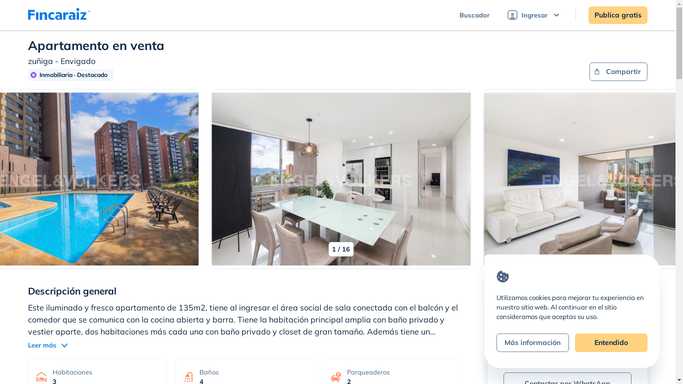 Fincaraiz
Buscador
Ingresar
Publica gratis
Apartamento en venta
zuñiga - Envigado
Inmobiliaria · Destacado
Compartir
ENGEL&VÖLKERS
ENGEL&VÖLKERS
ENGEL&VÖLKERS
1 / 16
Descripción general
Este iluminado y fresco apartamento de 135m2, tiene al ingresar el área social de sala conectada con el balcón y el
comedor que se comunica con la cocina abierta y barra. Tiene la habitación principal amplia con baño privado y
vestier aparte, dos habitaciones más cada una con baño privado y closet de gran tamaño. Además tiene un...
Leer más
Habitaciones
3
Baños
4
Parqueaderos
2
Utilizamos cookies para mejorar tu experiencia en
nuestro sitio web. Al continuar en el sitio
consideramos que aceptas su uso.
Más información
Entendido
Contactar por WhatsApp